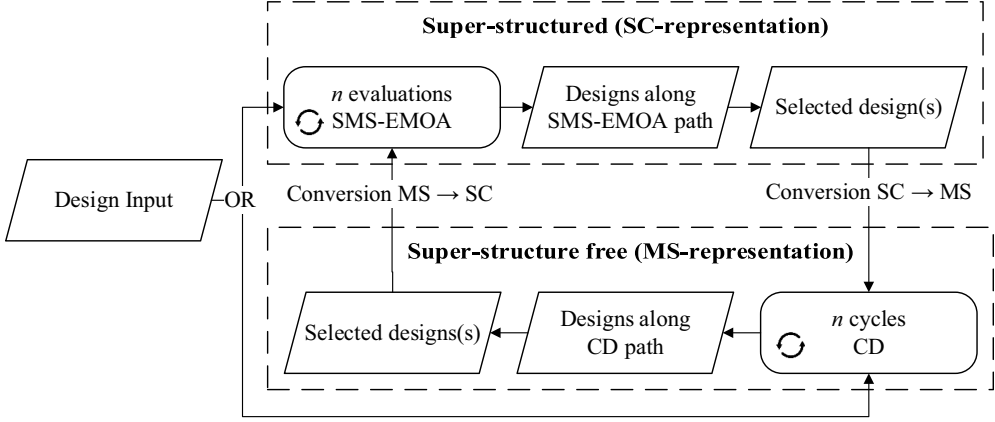 Super-structured (SC-representation)
n evaluations
SMS-EMOA
Designs along
SMS-EMOA path
Selected design(s)
Design Input
OR
Conversion MS → SC
Conversion SC → MS
Super-structure free (MS-representation)
Selected designs(s)
Designs along
CD path
n cycles
CD